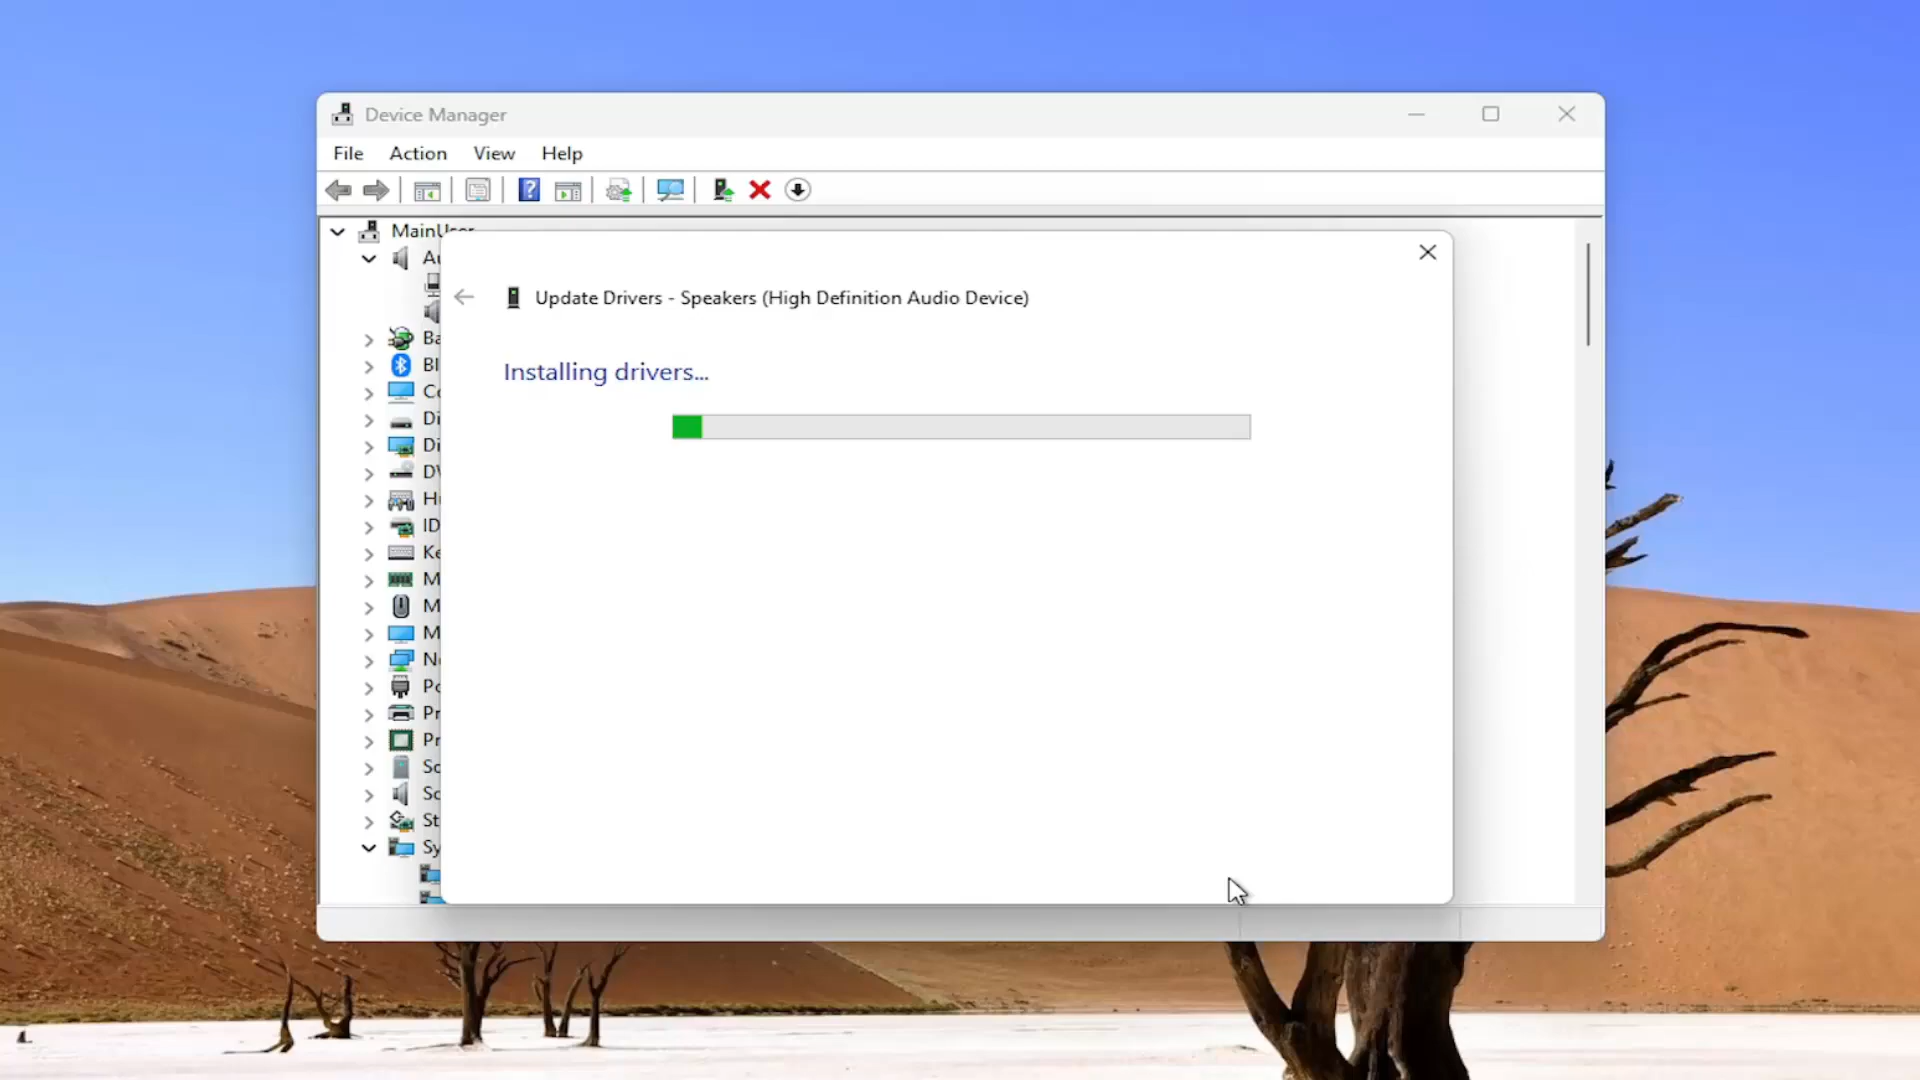 Device Manager
File Action View Help
MainUser
Update Drivers - Speakers (High Definition Audio Device)
Installing drivers...